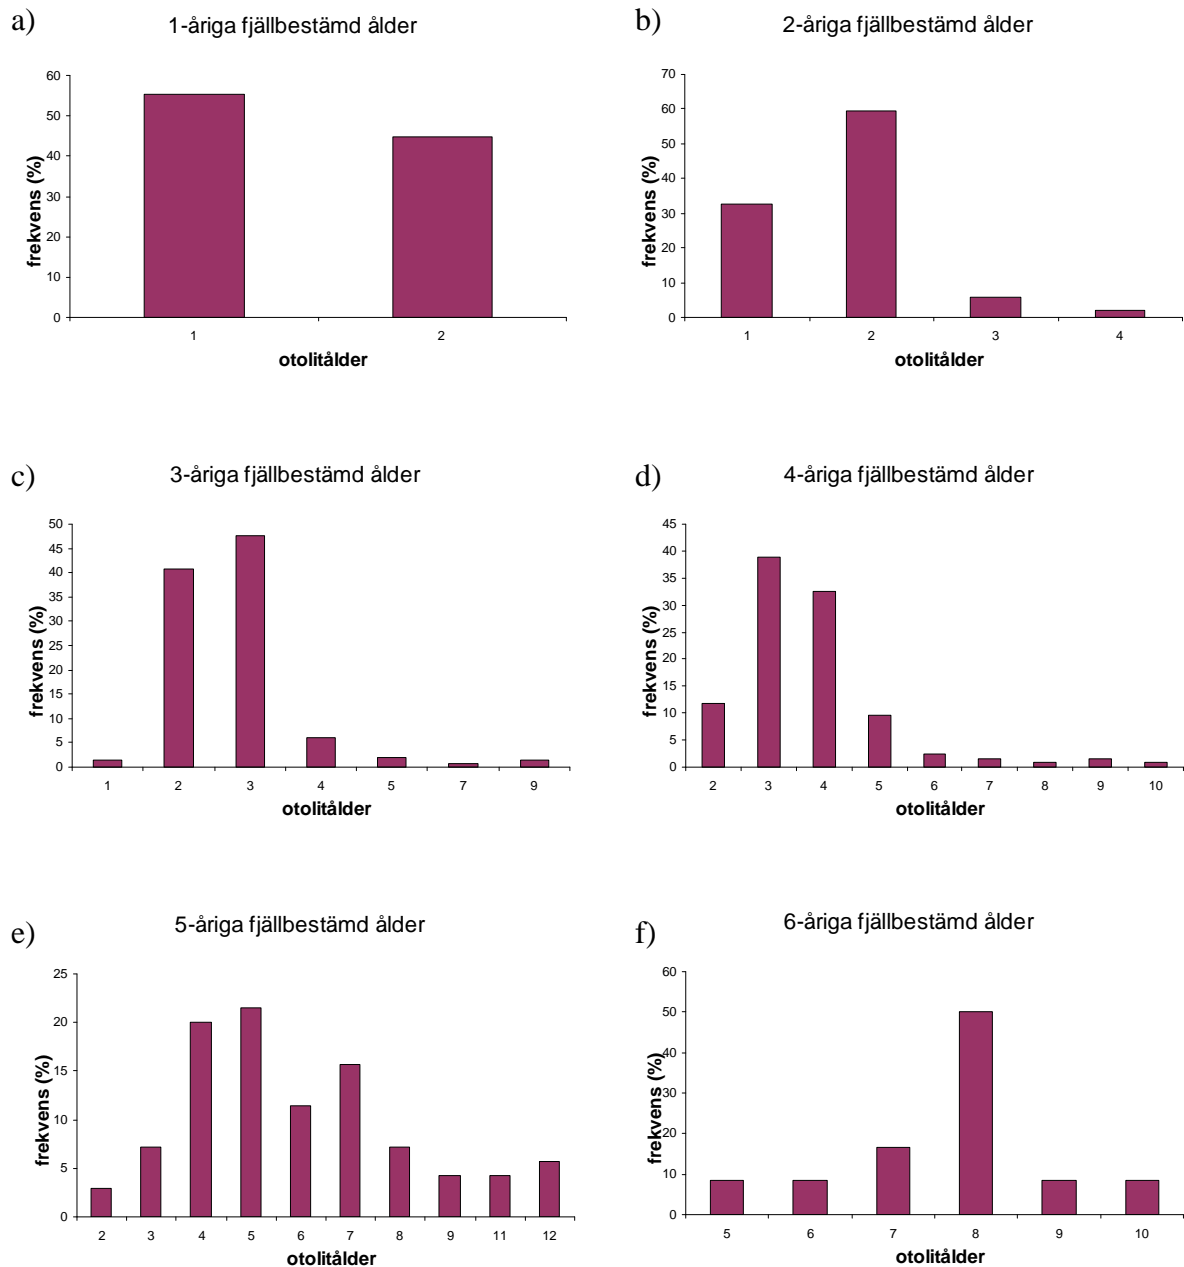 a)
1-åriga fjällbestämd ålder
60
50
40
30
20
10
0
frekvens (%)
1 2
otolitålder
b)
2-åriga fjällbestämd ålder
70
60
50
40
30
20
10
0
frekvens (%)
1 2 3 4
otolitålder
c)
3-åriga fjällbestämd ålder
50
45
40
35
30
25
20
15
10
5
0
frekvens (%)
1 2 3 4 5 7 9
otolitålder
d)
4-åriga fjällbestämd ålder
45
40
35
30
25
20
15
10
5
0
frekvens (%)
2 3 4 5 6 7 8 9 10
otolitålder
e)
5-åriga fjällbestämd ålder
25
20
15
10
5
0
frekvens (%)
2 3 4 5 6 7 8 9 11 12
otolitålder
f)
6-åriga fjällbestämd ålder
60
50
40
30
20
10
0
frekvens (%)
5 6 7 8 9 10
otolitålder